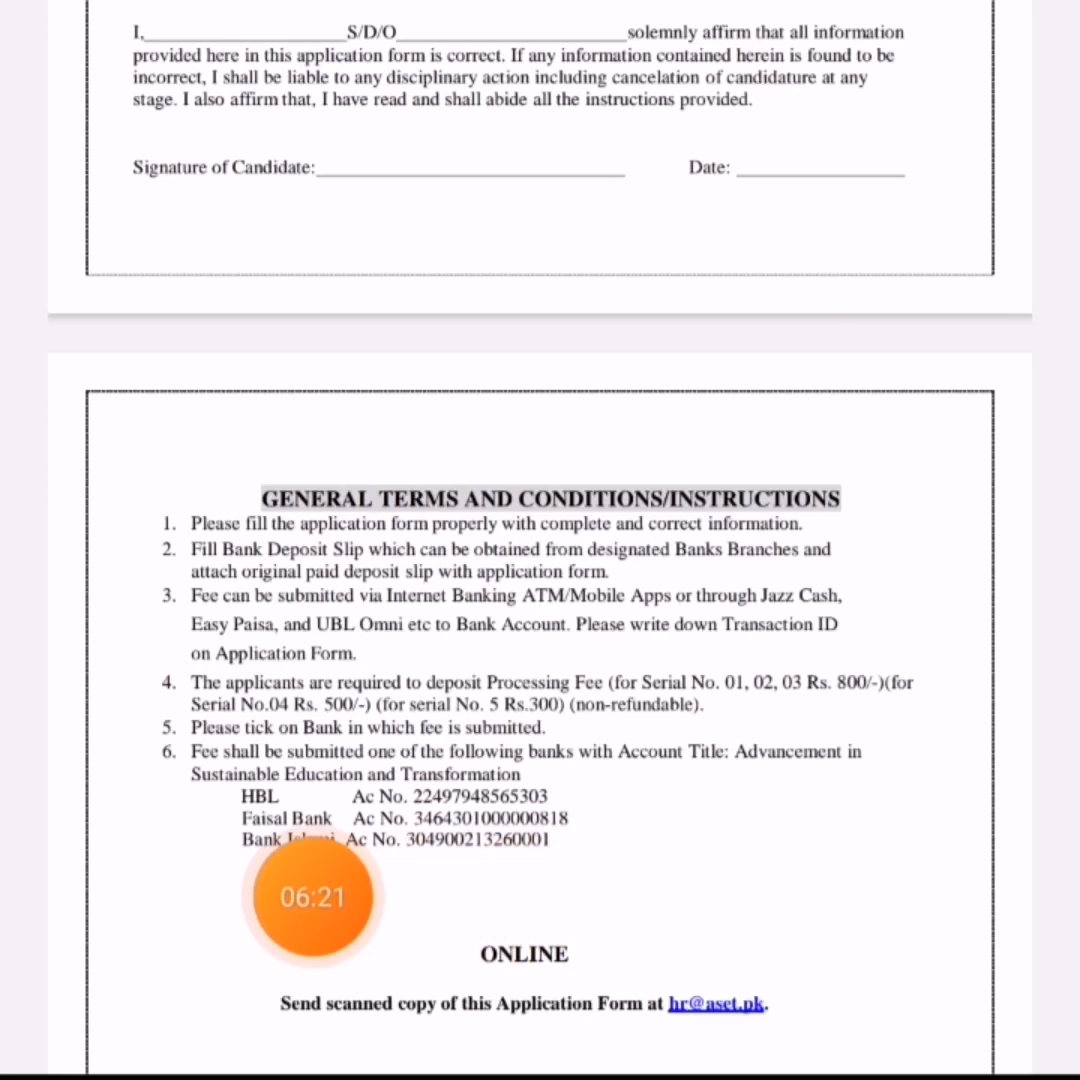 I,____________________S/D/O_______________________solemnly affirm that all information
provided here in this application form is correct. If any information contained herein is found to be
incorrect, I shall be liable to any disciplinary action including cancelation of candidature at any
stage. I also affirm that, I have read and shall abide all the instructions provided.
Signature of Candidate:_______________________________ Date: _________________
GENERAL TERMS AND CONDITIONS/INSTRUCTIONS
1. Please fill the application form properly with complete and correct information.
2. Fill Bank Deposit Slip which can be obtained from designated Banks Branches and
attach original paid deposit slip with application form.
3. Fee can be submitted via Internet Banking ATM/Mobile Apps or through Jazz Cash,
Easy Paisa, and UBL Omni etc to Bank Account. Please write down Transaction ID
on Application Form.
4. The applicants are required to deposit Processing Fee (for Serial No. 01, 02, 03 Rs. 800/-)(for
Serial No.04 Rs. 500/-) (for serial No. 5 Rs.300) (non-refundable).
5. Please tick on Bank in which fee is submitted.
6. Fee shall be submitted one of the following banks with Account Title: Advancement in
Sustainable Education and Transformation
HBL Ac No. 22497948565303
Faisal Bank Ac No. 3464301000000818
Bank Ac No. 304900213260001
06:21
ONLINE
Send scanned copy of this Application Form at hr@aset.pk.